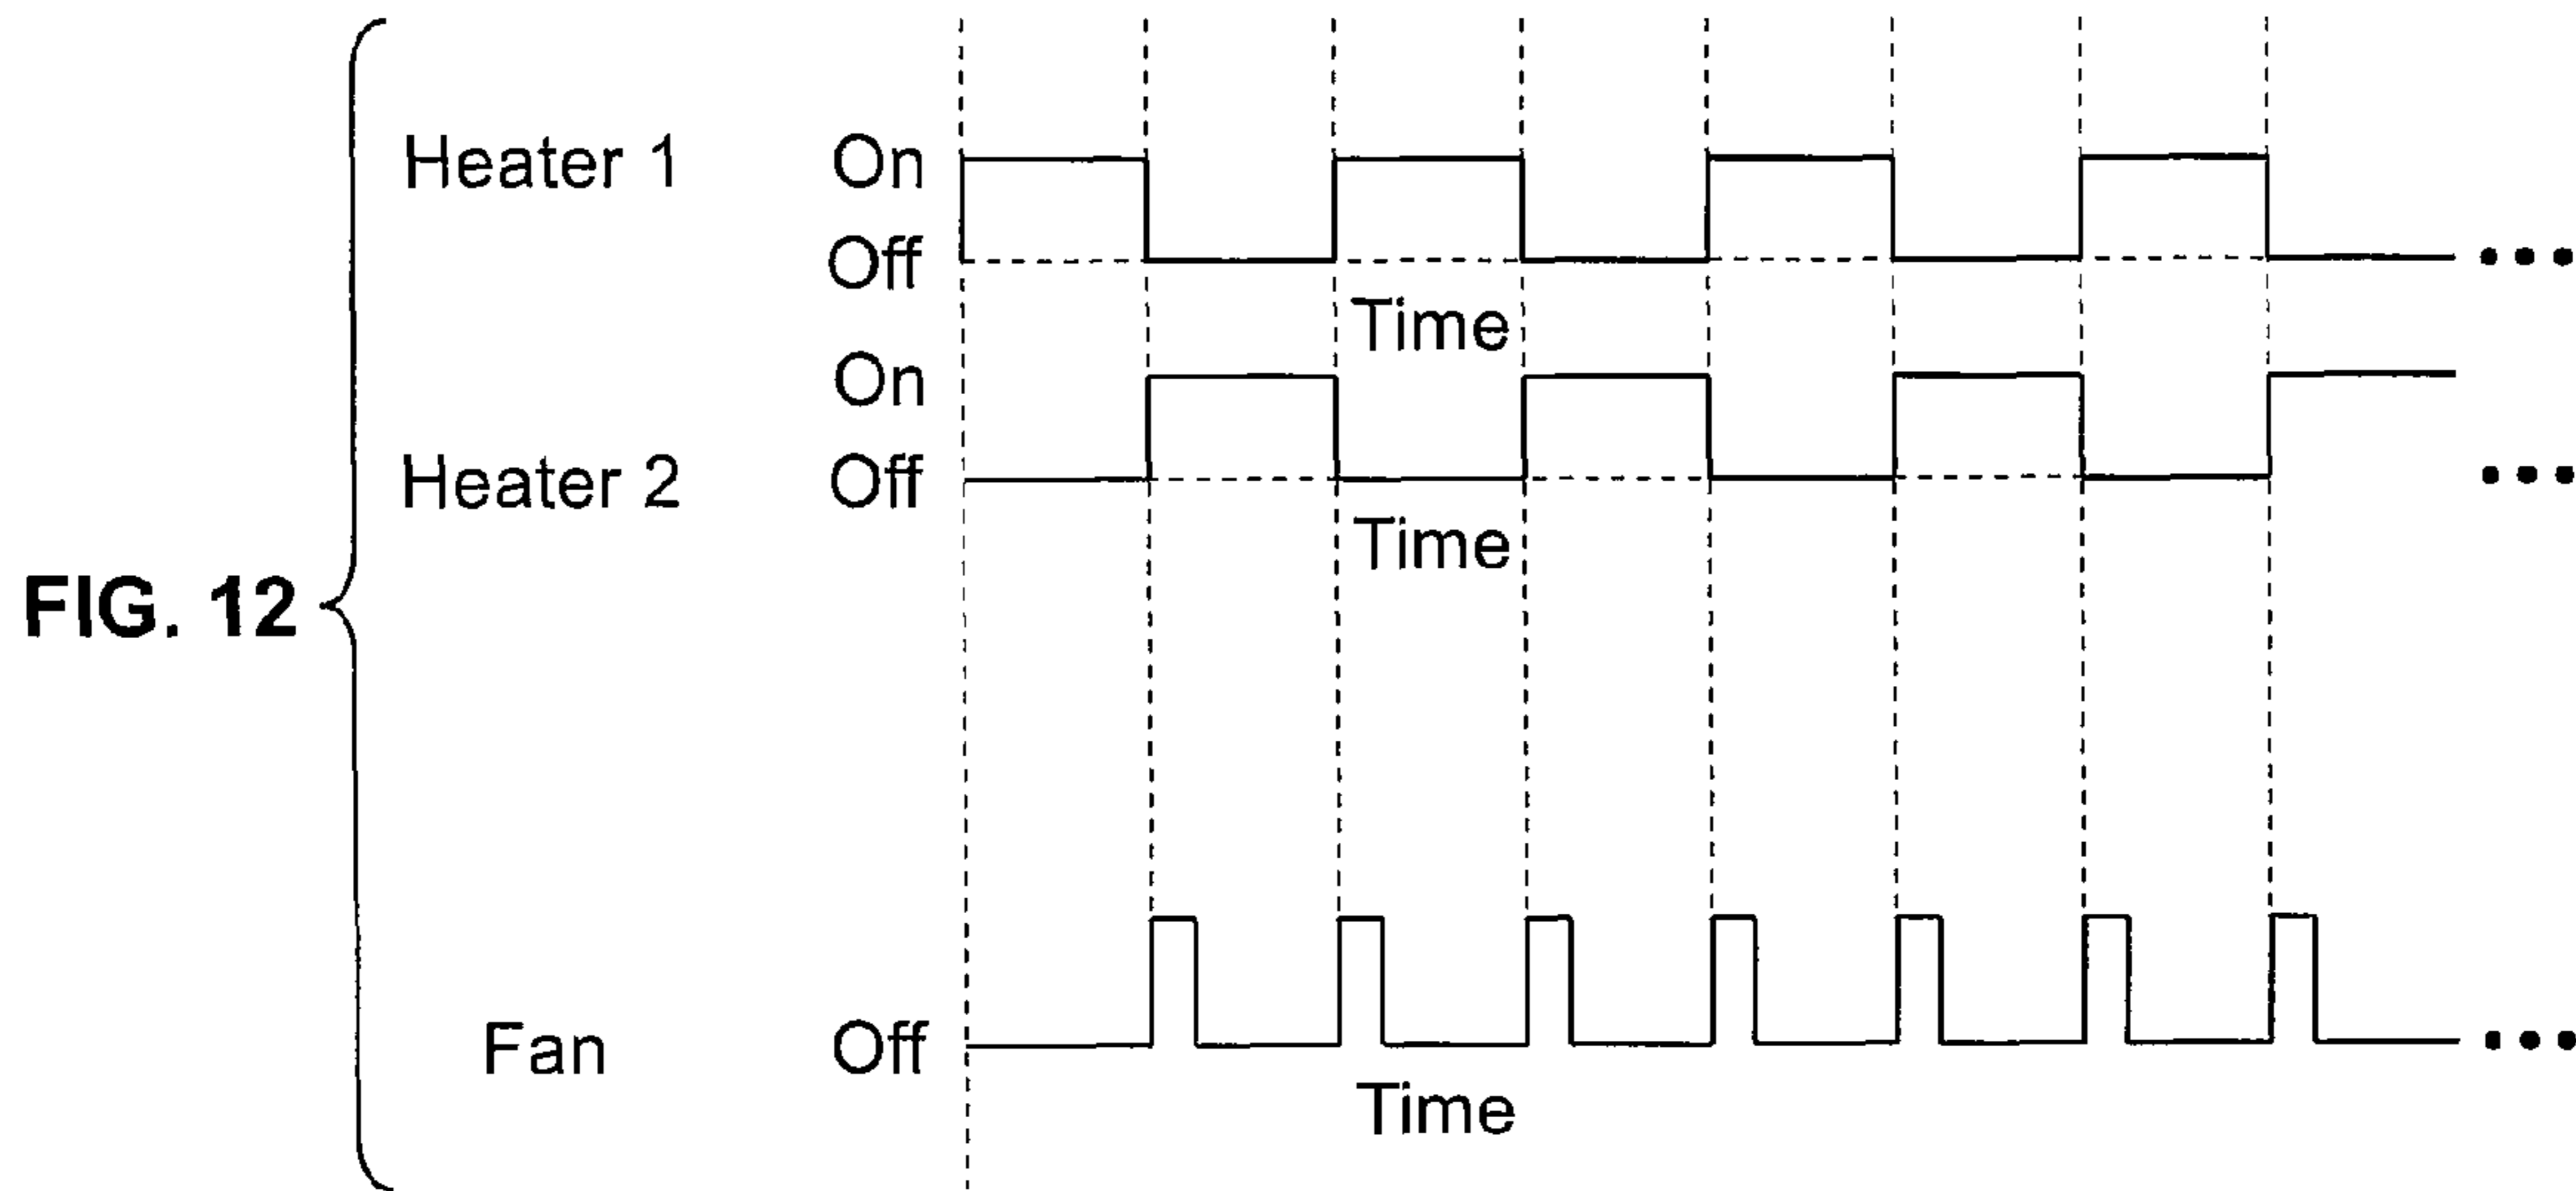 Heater 1
On
Off
Time
On
Heater 2
Off
Time
FIG. 12
Fan
Off
Time